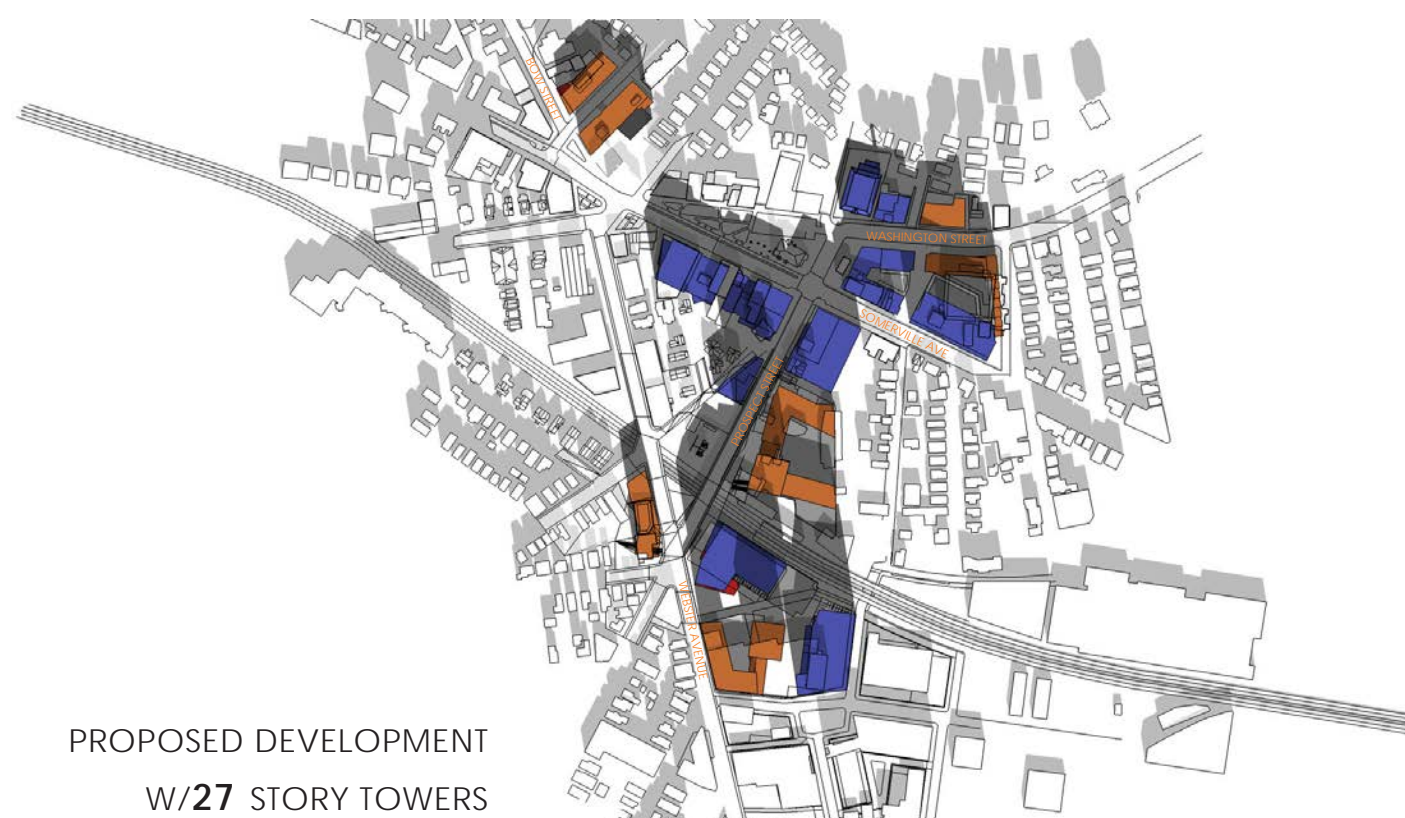 BOW STREET
WASHINGTON STREET
SOMERVILLE AVE
PROSPECT STREET
WEBSTER AVENUE
PROPOSED DEVELOPMENT
W/27 STORY TOWERS